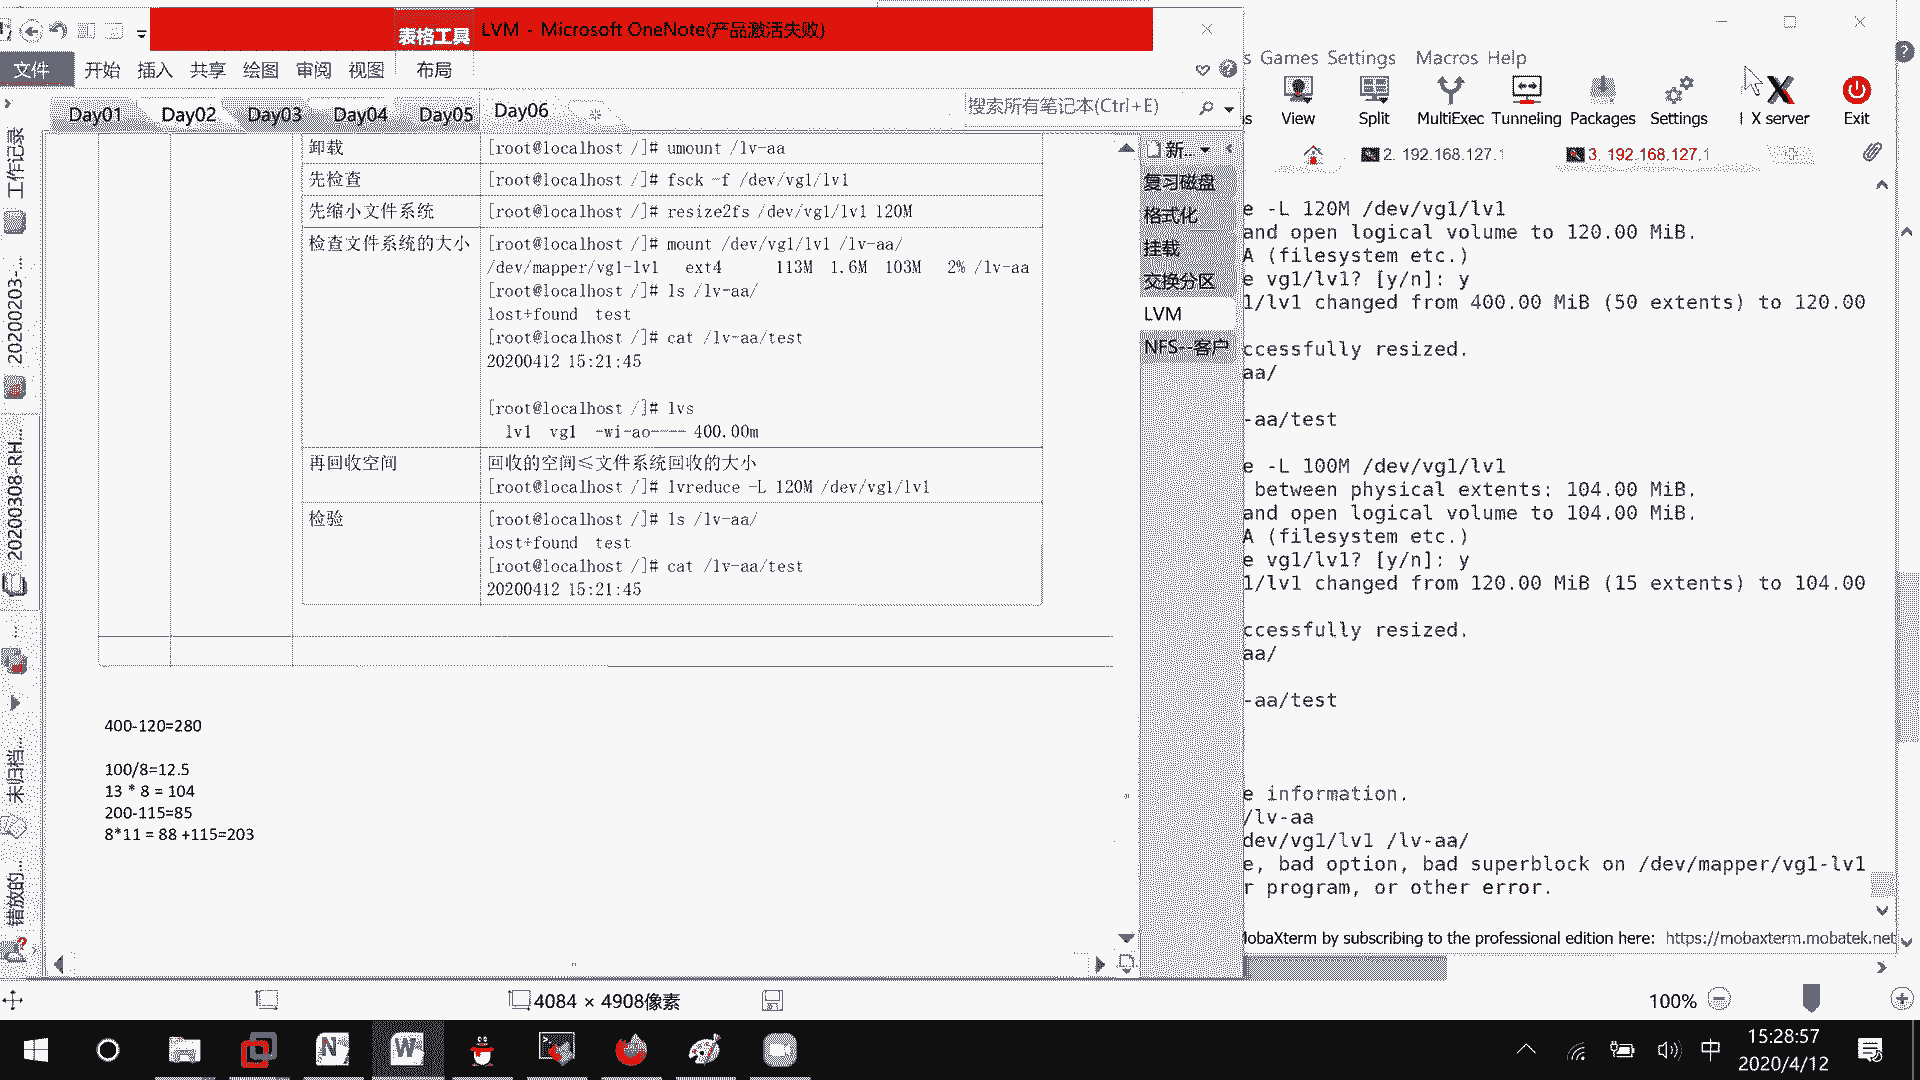 表格工具
LVM - Microsoft OneNote(产品激活失败)
文件 开始 插入 共享 绘图 审阅 视图 布局
Day01 Day02 Day03 Day04 Day05 Day06
搜索所有笔记本(Ctrl+E)
工作记录
20200203-...
20200308-RH...
...
未归档...
错放的...
卸载 [root@localhost /]# umount /lv-aa
先检查 [root@localhost /]# fsck -f /dev/vg1/lv1
先缩小文件系统 [root@localhost /]# resize2fs /dev/vg1/lv1 120M
检查文件系统的大小 [root@localhost /]# mount /dev/vg1/lv1 /lv-aa/
/dev/mapper/vg1-lv1 ext4 113M 1.6M 103M 2% /lv-aa
[root@localhost /]# ls /lv-aa/
lost+found test
[root@localhost /]# cat /lv-aa/test
20200412 15:21:45
[root@localhost /]# lvs
lv1 vg1 -wi-ao---- 400.00m
再回收空间 回收的空间≤文件系统回收的大小
[root@localhost /]# lvreduce -L 120M /dev/vg1/lv1
检验 [root@localhost /]# ls /lv-aa/
lost+found test
[root@localhost /]# cat /lv-aa/test
20200412 15:21:45
400-120=280
100/8=12.5
13 * 8 = 104
200-115=85
8*11 = 88 +115=203
新...
复习磁盘
格式化
挂载
交换分区
LVM
NFS--客户
s Games Settings Macros Help
s View Split MultiExec Tunneling Packages Settings X server Exit
2. 192.168.127.1 3. 192.168.127.1
e -L 120M /dev/vg1/lv1
and open logical volume to 120.00 MiB.
A (filesystem etc.)
e vg1/lv1? [y/n]: y
1/lv1 changed from 400.00 MiB (50 extents) to 120.00
ccessfully resized.
aa/
-aa/test
e -L 100M /dev/vg1/lv1
between physical extents: 104.00 MiB.
and open logical volume to 104.00 MiB.
A (filesystem etc.)
e vg1/lv1? [y/n]: y
1/lv1 changed from 120.00 MiB (15 extents) to 104.00
ccessfully resized.
aa/
-aa/test
e information.
/lv-aa
dev/vg1/lv1 /lv-aa/
e, bad option, bad superblock on /dev/mapper/vg1-lv1
r program, or other error.
MobaXterm by subscribing to the professional edition here: https://mobaxterm.mobatek.net
4084 × 4908像素
100%
中
15:28:57
2020/4/12